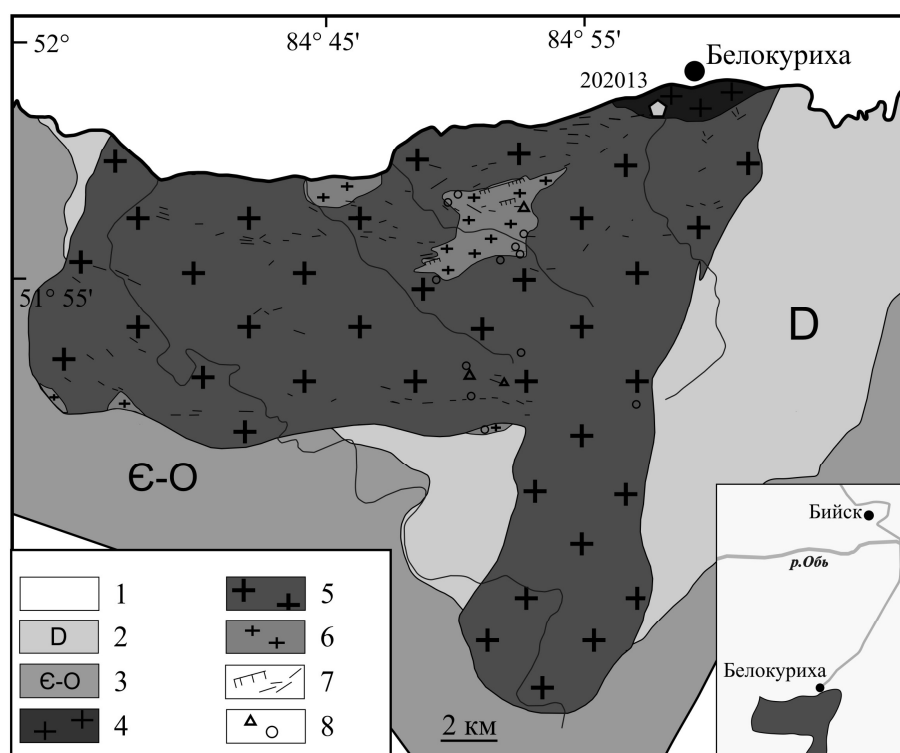 52°
84° 45'
84° 55'
Белокуриха
202013
51° 55'
D
Є-О
1
D 2
Є-О 3
4
5
6
7
8
2 км
Бийск
р.Обь
Белокуриха